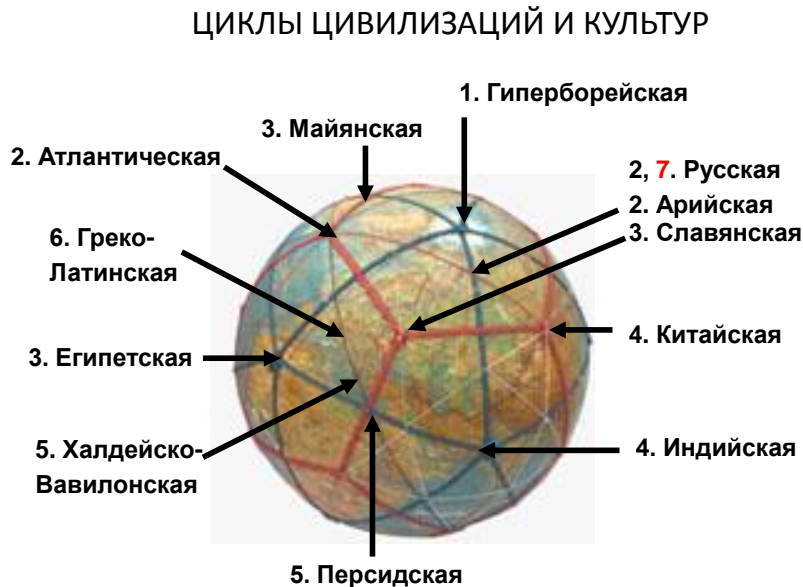 ЦИКЛЫ ЦИВИЛИЗАЦИЙ И КУЛЬТУР
1. Гиперборейская
3. Майянская
2. Атлантическая
2, 7. Русская
2. Арийская
3. Славянская
6. Греко-
Латинская
4. Китайская
3. Египетская
5. Халдейско-
Вавилонская
4. Индийская
5. Персидская